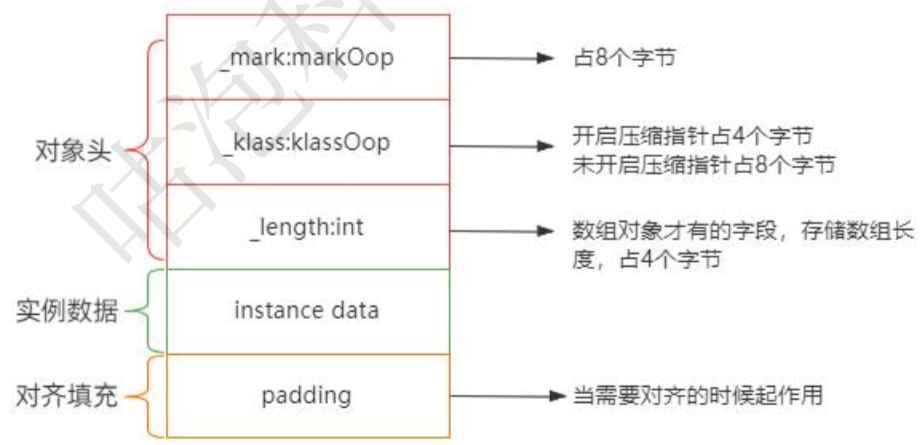 _mark:markOop
占8个字节
对象头
_klass:klassOop
开启压缩指针占4个字节
未开启压缩指针占8个字节
_length:int
数组对象才有的字段，存储数组长
度，占4个字节
实例数据
instance data
对齐填充
padding
当需要对齐的时候起作用
咕泡科